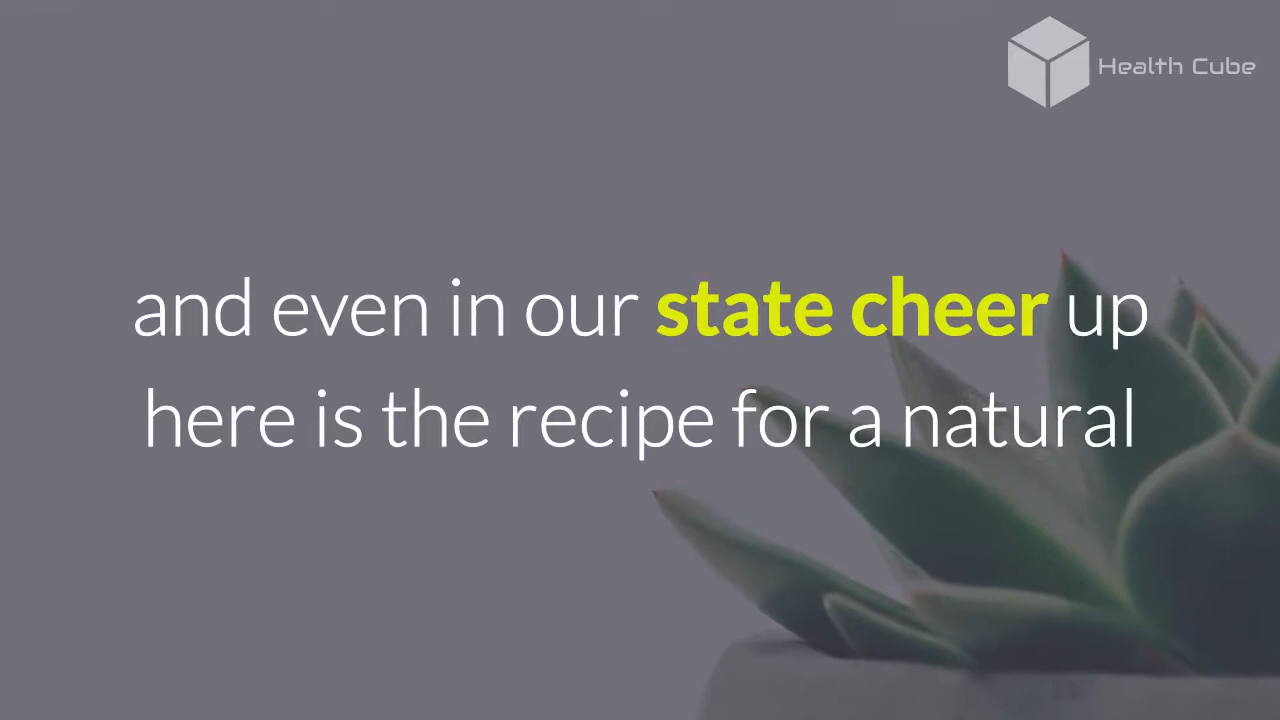 Health Cube
and even in our state cheer up
here is the recipe for a natural